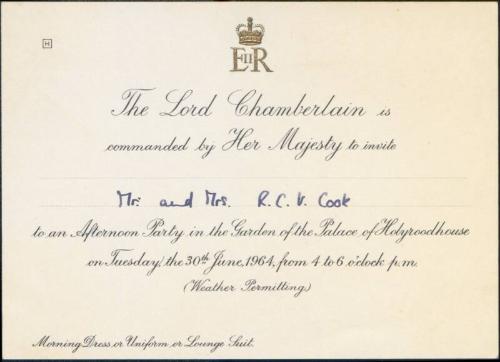 H
EIIR
The Lord Chamberlain is
commanded by Her Majesty to invite
Mr. and Mrs. R. C. V. Cook
to an Afternoon Party in the Garden of the Palace of Holyroodhouse
on Tuesday, the 30th June, 1964, from 4 to 6 o'clock p.m.
(Weather Permitting)
Morning Dress or Uniform or Lounge Suit.